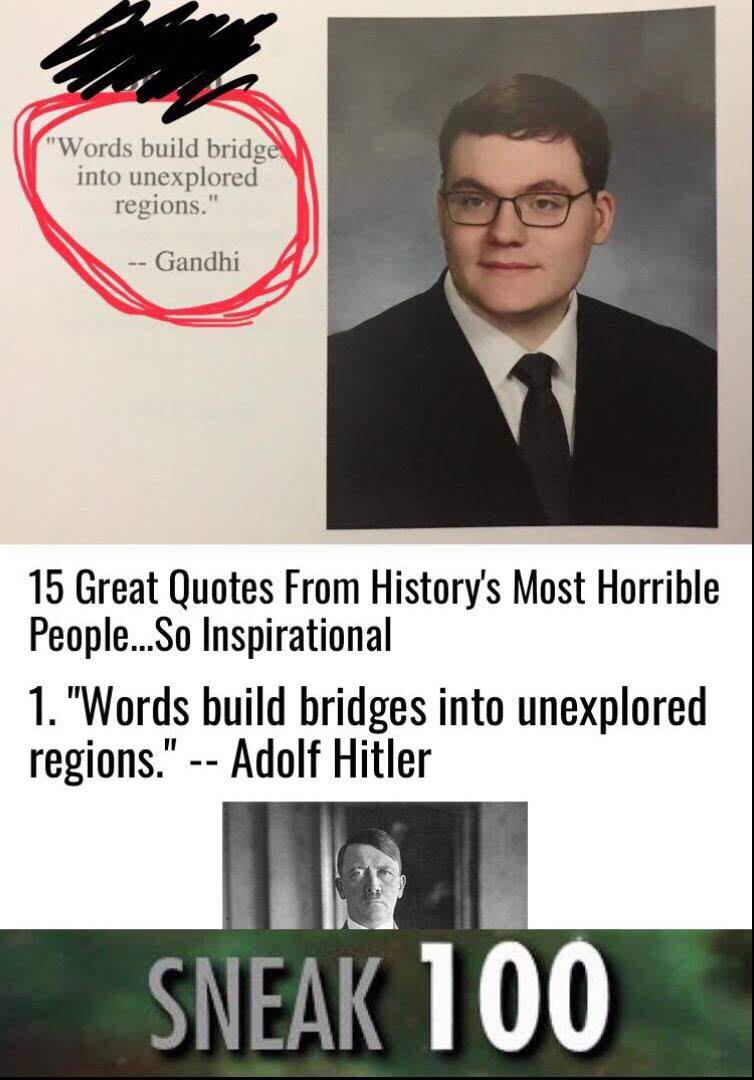 "Words build bridge
into unexplored
regions."
-- Gandhi
15 Great Quotes From History's Most Horrible
People...So Inspirational
1. "Words build bridges into unexplored
regions." -- Adolf Hitler
SNEAK 100